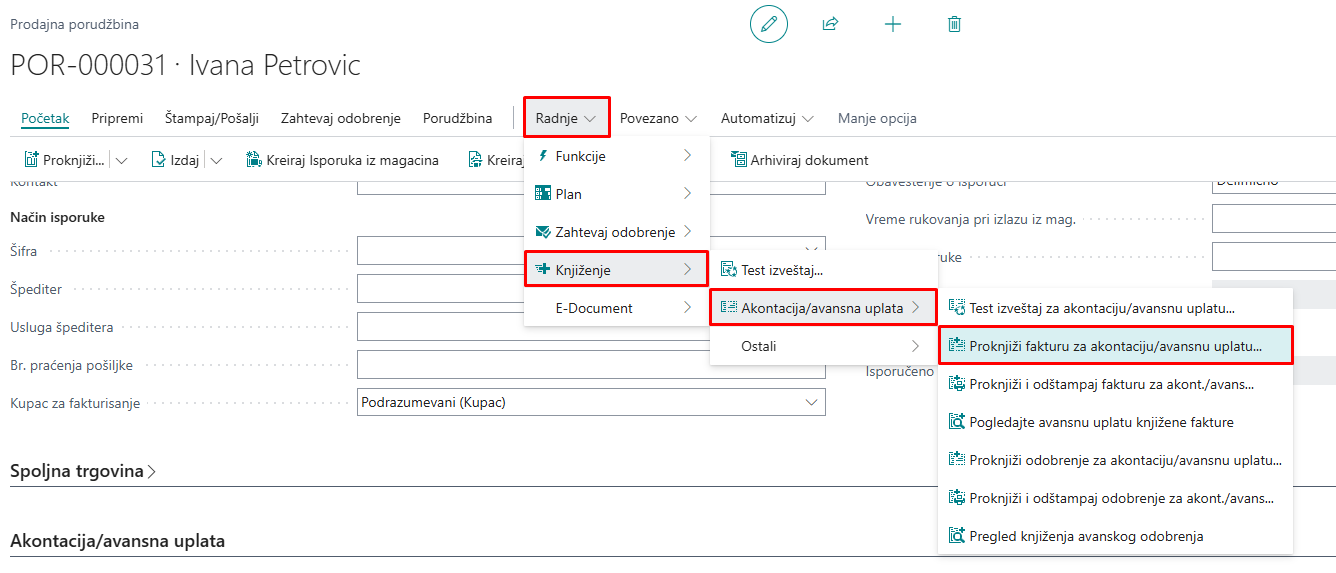 Prodajna porudžbina
POR-000031 · Ivana Petrovic
Početak Pripremi Štampaj/Pošalji Zahtevaj odobrenje Porudžbina Radnje Povezano Automatizuj Manje opcija
Proknjiži... Izdaj Kreiraj Isporuka iz magacina Kreiraj Arhiviraj dokument
Kontakt
Obaveštenje o isporuci Delimično
Način isporuke
Vreme rukovanja pri izlazu iz mag.
Šifra
ruke
Špediter
Usluga špeditera
Br. praćenja pošiljke
Isporučeno
Kupac za fakturisanje Podrazumevani (Kupac)
Spoljna trgovina
Akontacija/avansna uplata
Funkcije
Plan
Zahtevaj odobrenje
Knjiženje
E-Document
Test izveštaj...
Akontacija/avansna uplata
Ostali
Test izveštaj za akontaciju/avansnu uplatu...
Proknjiži fakturu za akontaciju/avansnu uplatu...
Proknjiži i odštampaj fakturu za akont./avans...
Pogledajte avansnu uplatu knjižene fakture
Proknjiži odobrenje za akontaciju/avansnu uplatu...
Proknjiži i odštampaj odobrenje za akont./avans...
Pregled knjiženja avanskog odobrenja